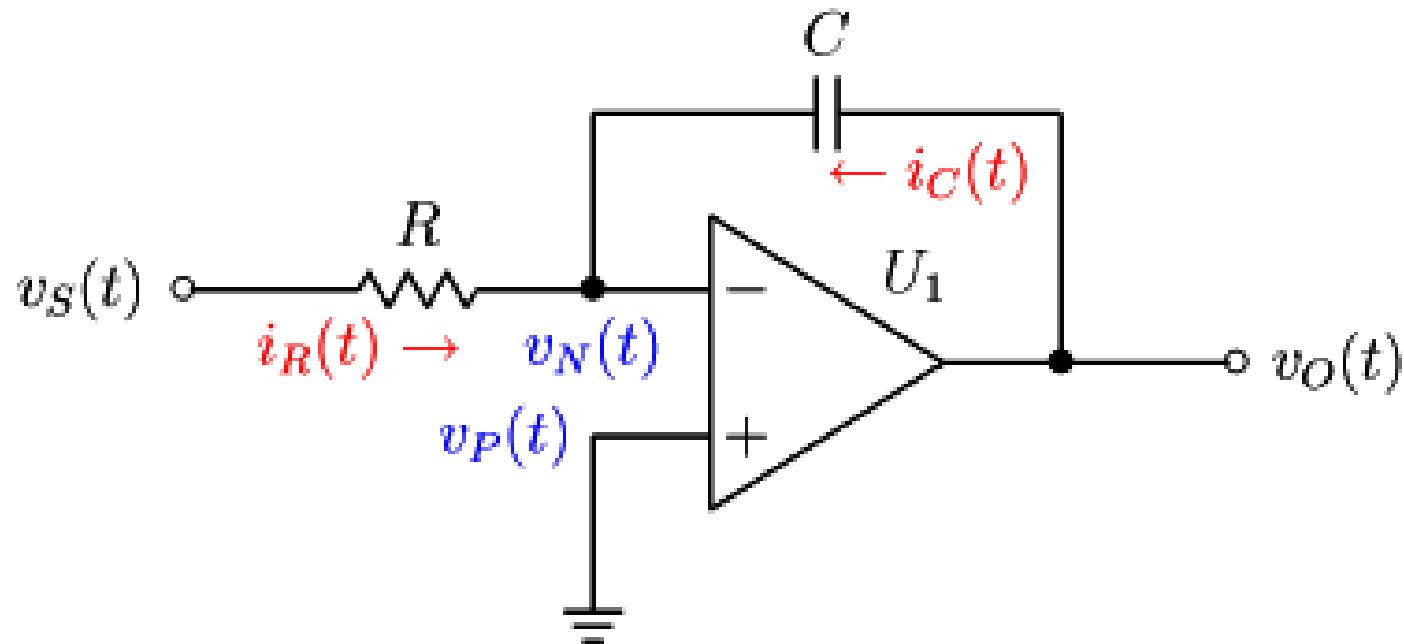 C
← i_C(t)
R
U_1
v_S(t)
−
i_R(t) →
v_N(t)
v_O(t)
v_P(t)
+